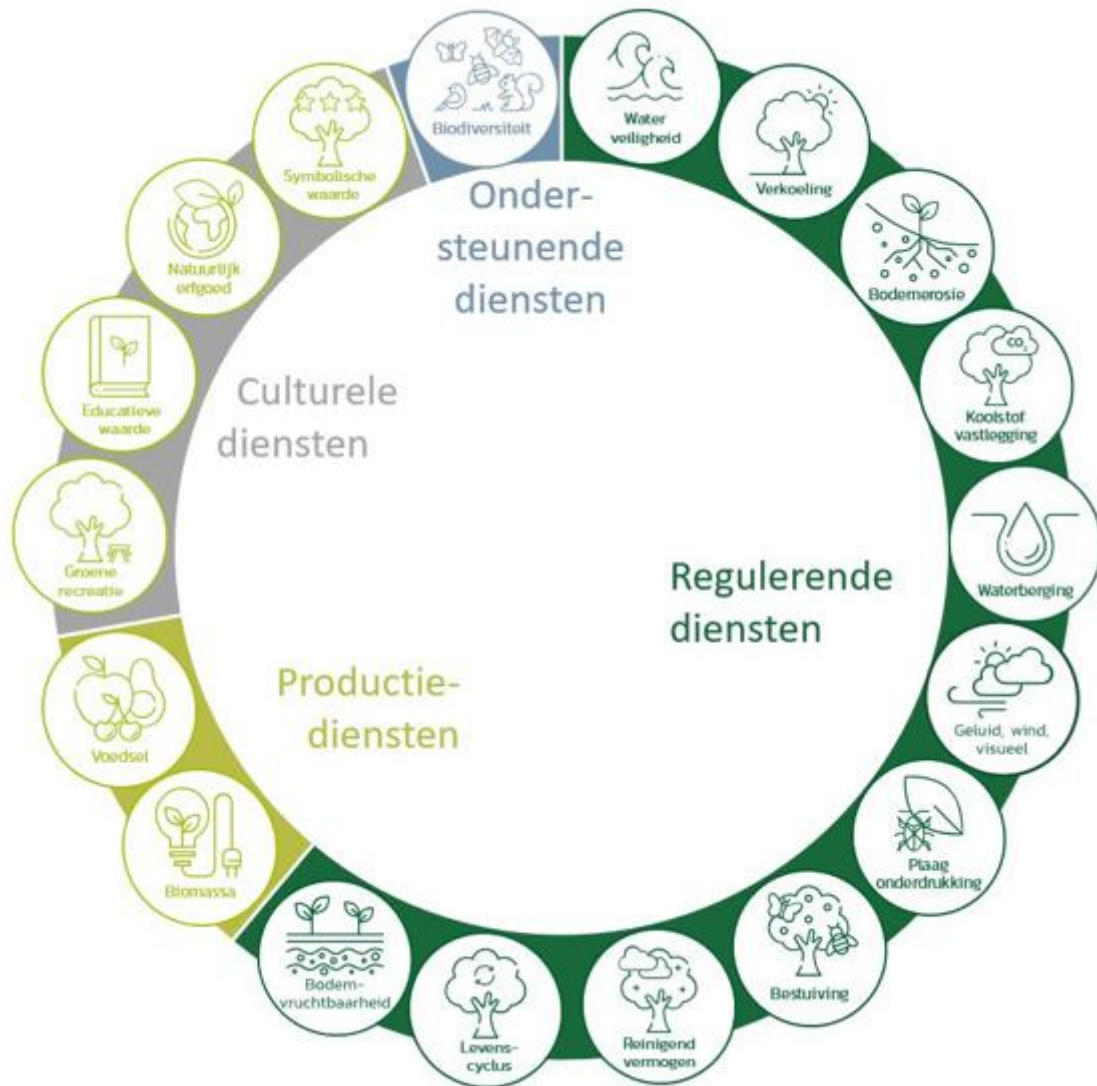 Biodiversiteit
Water
veiligheid
Verkoeling
Bodemerosie
CO₂
Koolstof
vastlegging
Waterberging
Geluid, wind,
visueel
Plaag
onderdrukking
Bestuiving
Reinigend
vermogen
Levens-
cyclus
Bodem-
vruchtbaarheid
Biomassa
Voedsel
Groene
recreatie
Educatieve
waarde
Natuurlijk
erfgoed
Symbolische
waarde
Onder-
steunende
diensten
Culturele
diensten
Regulerende
diensten
Productie-
diensten